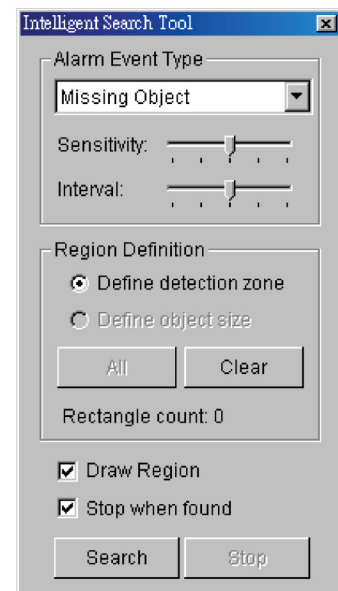 Intelligent Search Tool
Alarm Event Type
Missing Object
Sensitivity:
Interval:
Region Definition
Define detection zone
Define object size
All Clear
Rectangle count: 0
Draw Region
Stop when found
Search Stop